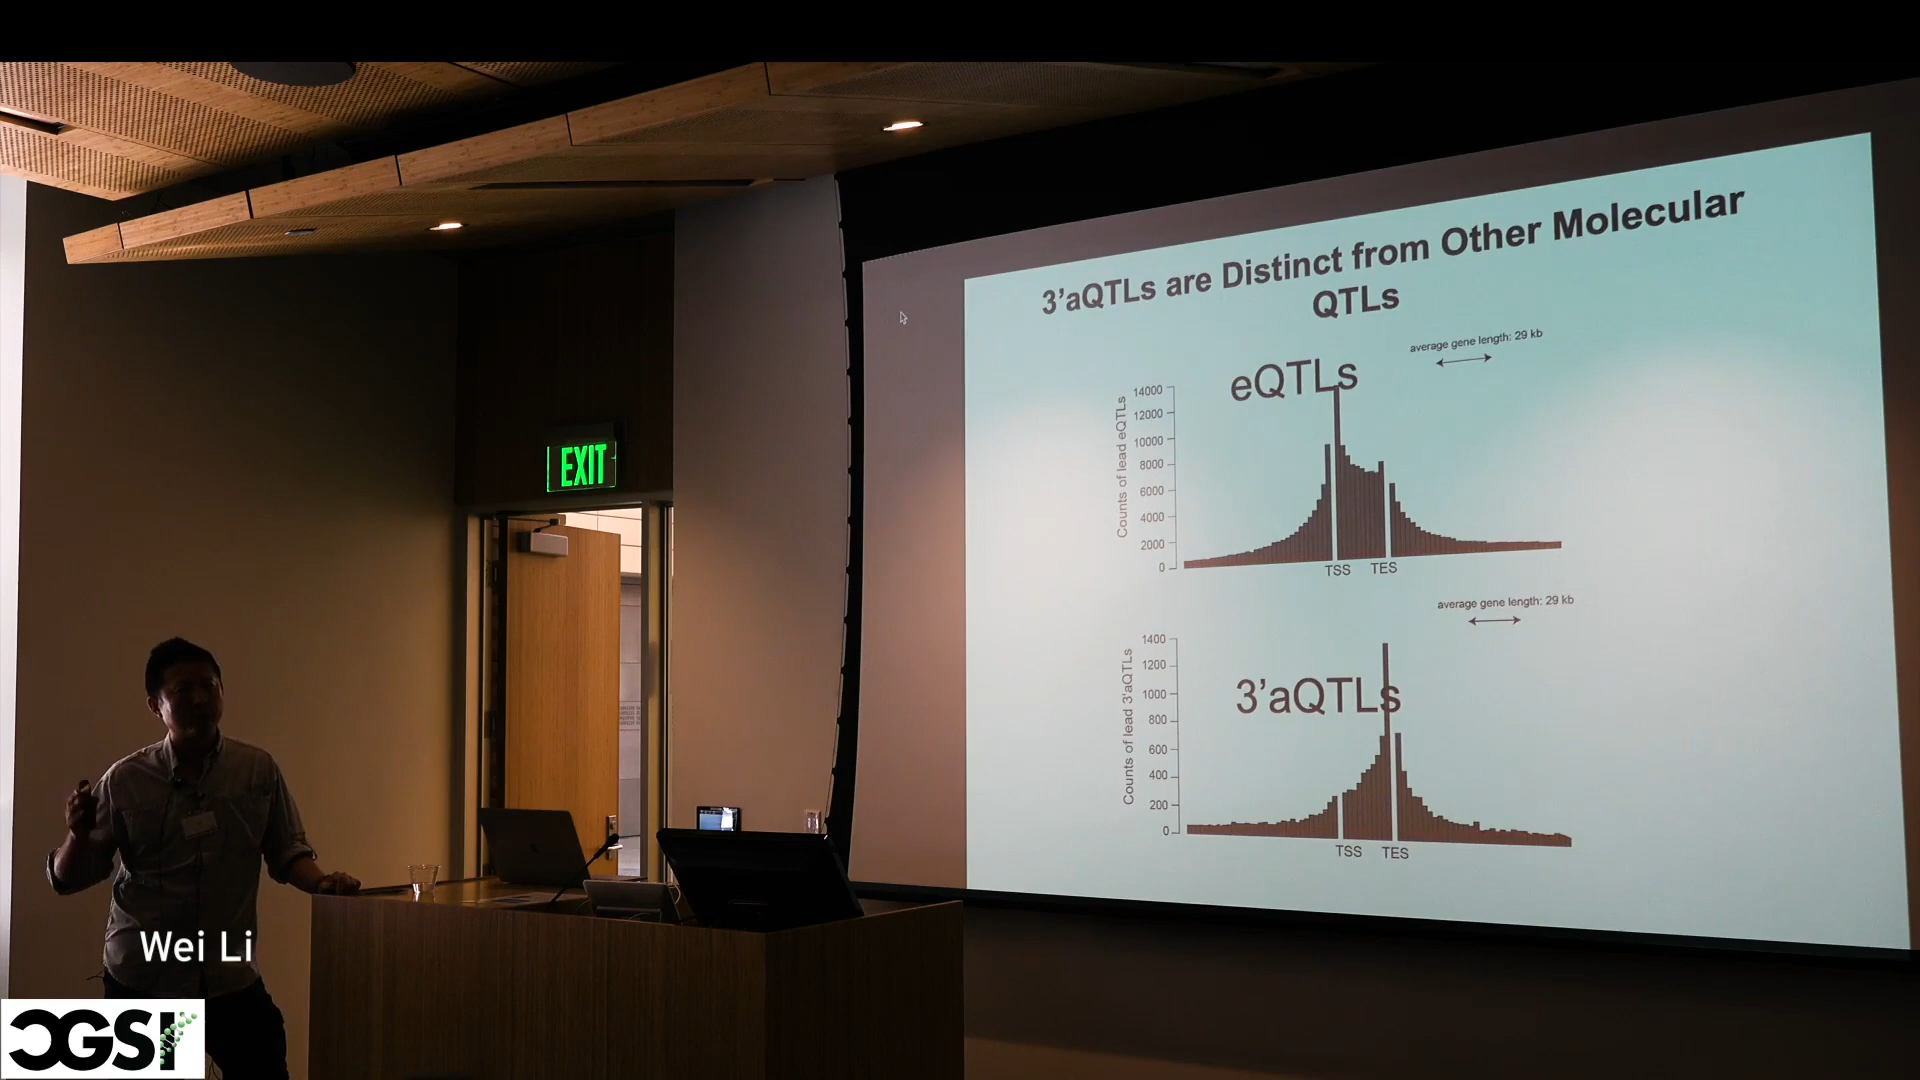 3'aQTLs are Distinct from Other Molecular
QTLs
average gene length: 29 kb
eQTLs
Counts of lead eQTLs
14000
12000
10000
8000
6000
4000
2000
0
TSS TES
average gene length: 29 kb
3'aQTLs
Counts of lead 3'aQTLs
1400
1200
1000
800
600
400
200
0
TSS TES
EXIT
Wei Li
CGSI